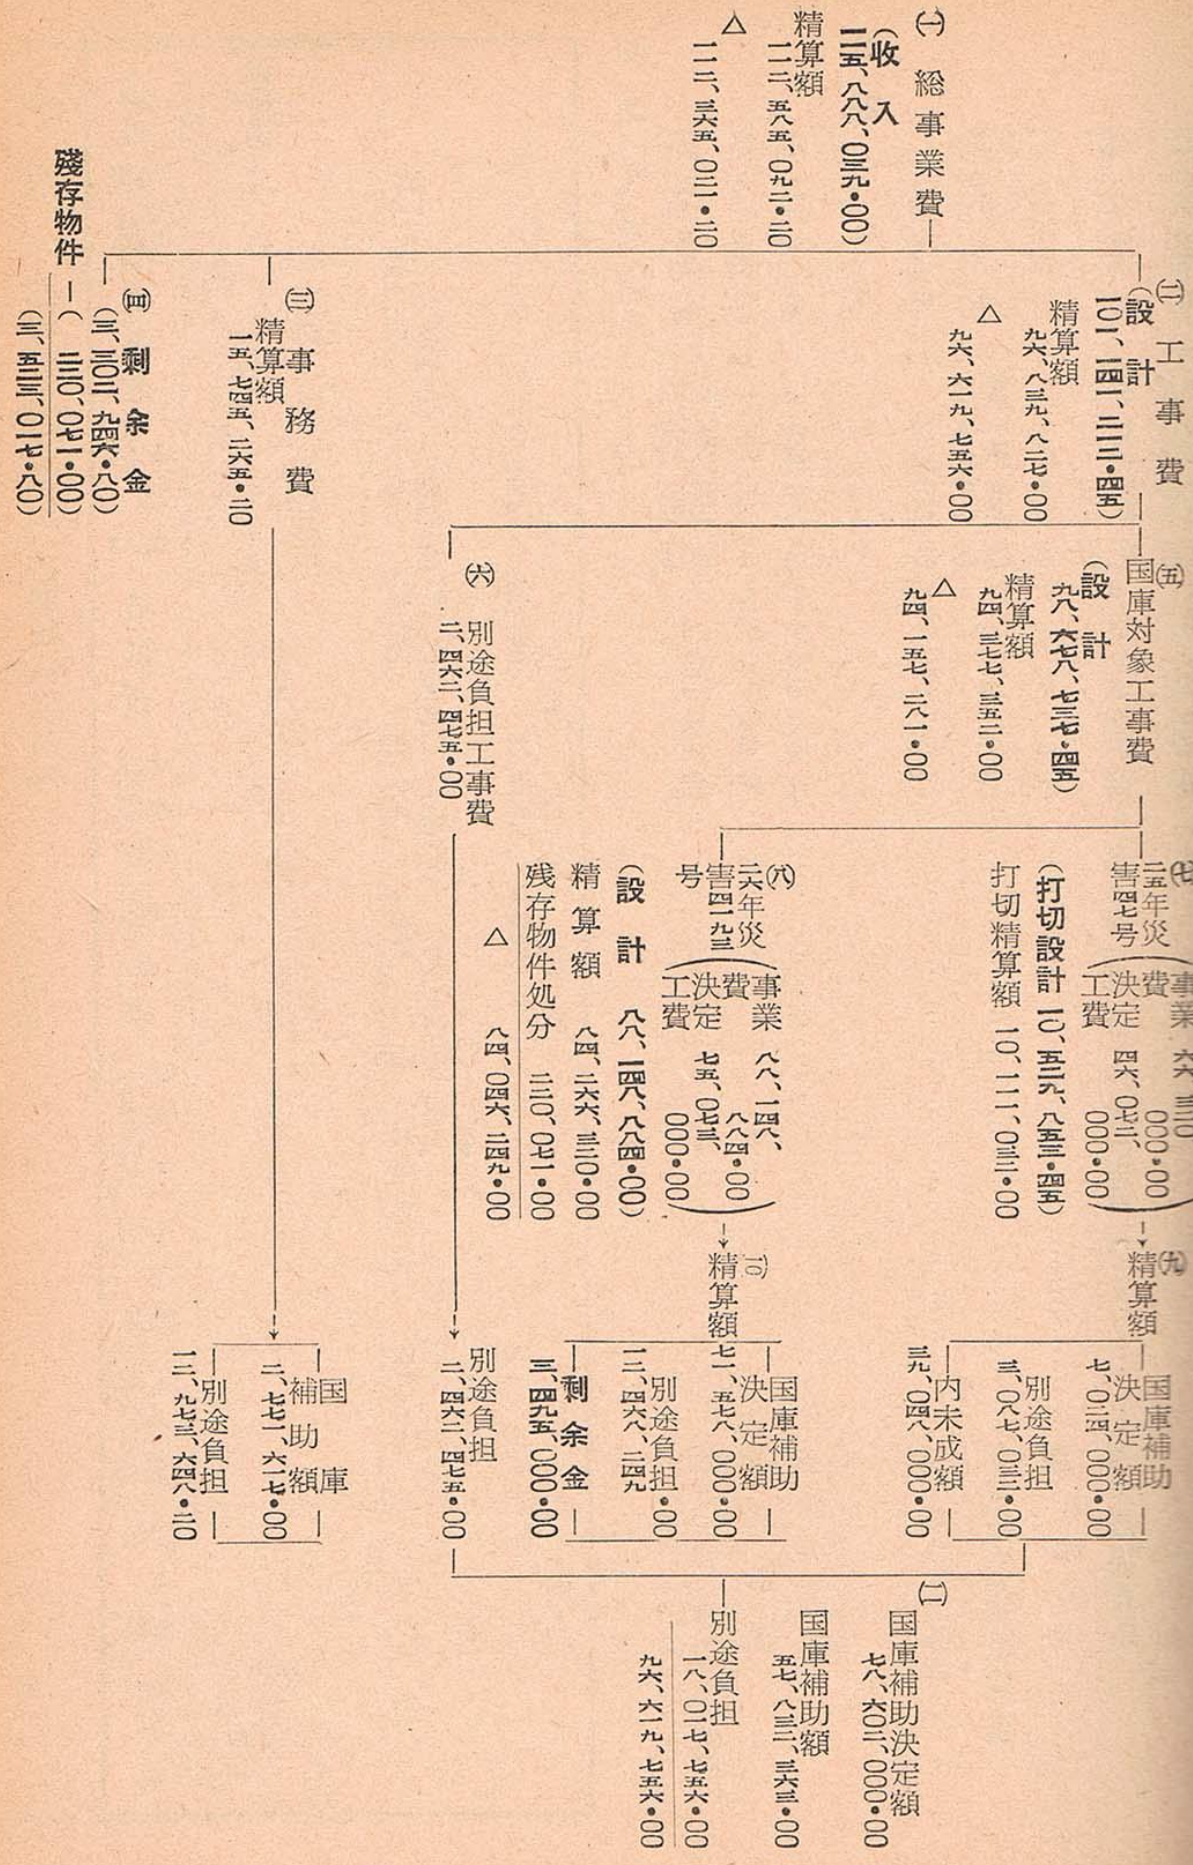 ㈠ 総事業費
(収入
一一五、八八八、〇三九・〇〇)
精算額
一一二、五八五、〇九二・二〇
△
一一二、三六五、〇二一・二〇
㈡ 工事費
(設計
一〇一、一四一、二一二・四五)
精算額
九六、八三九、八二七・〇〇
△
九六、六一九、七五六・〇〇
㈢ 事務費
精算額
一五、七四五、二六五・二〇
㈣ 剰余金
(三、三〇二、九四六・八〇)
残存物件
( 二二〇、〇七一・〇〇)
(三、五二三、〇一七・八〇)
㈤
国庫対象工事費
(設計
九八、六七八、七三七・四五)
精算額
九四、三七七、三五二・〇〇
△
九四、一五七、二八一・〇〇
㈥ 別途負担工事費
二、四六二、四七五・〇〇
㈦
二五年災
害四七号
(事業
費
六六、三二〇
〇〇〇・〇〇
決定
工費
四六、〇七二、
〇〇〇・〇〇)
(打切設計 一〇、五二九、八五三・四五)
打切精算額 一〇、一一一、〇三二・〇〇
㈧
二六年災
害四一九三
号
(事業
費
八八、一四八、
八八四・〇〇
決定
工費
七五、〇七三、
〇〇〇・〇〇)
(設計 八八、一四八、八八四・〇〇)
精算額 八四、二六六、三二〇・〇〇
残存物件処分 二二〇、〇七一・〇〇
△ 八四、〇四六、二四九・〇〇
㈨
精算額
国庫補助
決定額
七、〇二四、〇〇〇・〇〇
別途負担
三、〇八七、〇三二・〇〇
内未成額
三九、〇四八、〇〇〇・〇〇
(一〇)
精算額
国庫補助
決定額
七一、五七八、〇〇〇・〇〇
別途負担
一二、四六八、二四九・〇〇
剰余金
三、四九五、〇〇〇・〇〇
別途負担
二、四六二、四七五・〇〇
国庫
補助額
二、七七一、六一七・〇〇
別途負担
一二、九七三、六四八・二〇
(一一)
国庫補助決定額
七八、六〇二、〇〇〇・〇〇
国庫補助額
五七、八三二、三六三・〇〇
別途負担
一八、〇一七、七五六・〇〇
九六、六一九、七五六・〇〇